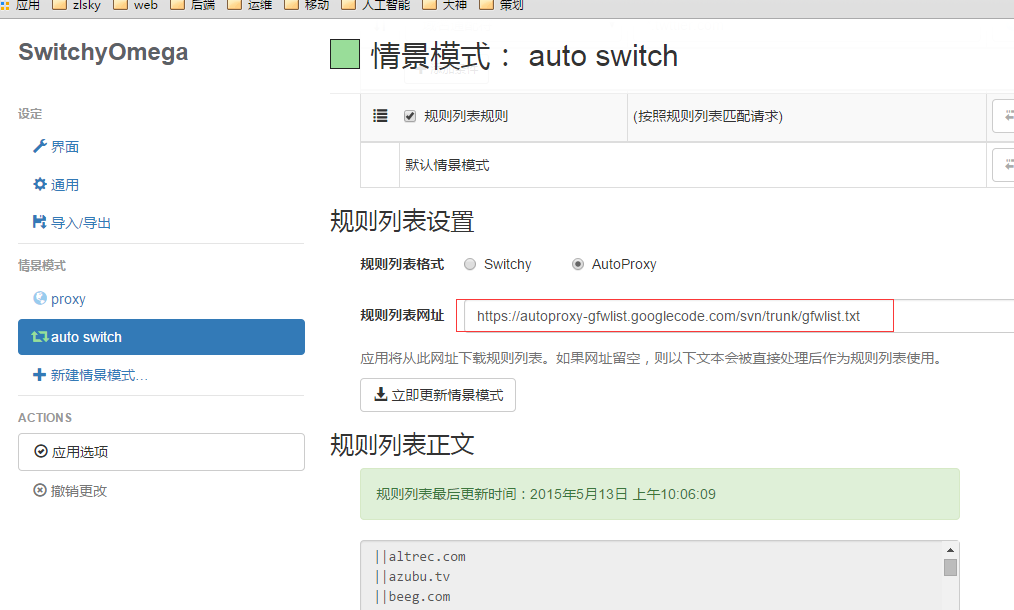 应用 zlsky web 后端 运维 移动 人工智能 大神 策划
SwitchyOmega
设定
界面
通用
导入/导出
情景模式
proxy
auto switch
新建情景模式…
ACTIONS
应用选项
撤销更改
情景模式： auto switch
规则列表规则 (按照规则列表匹配请求)
默认情景模式
规则列表设置
规则列表格式 Switchy AutoProxy
规则列表网址 https://autoproxy-gfwlist.googlecode.com/svn/trunk/gfwlist.txt
应用将从此网址下载规则列表。如果网址留空，则以下文本会被直接处理后作为规则列表使用。
立即更新情景模式
规则列表正文
规则列表最后更新时间：2015年5月13日 上午10:06:09
||altrec.com
||azubu.tv
||beeg.com